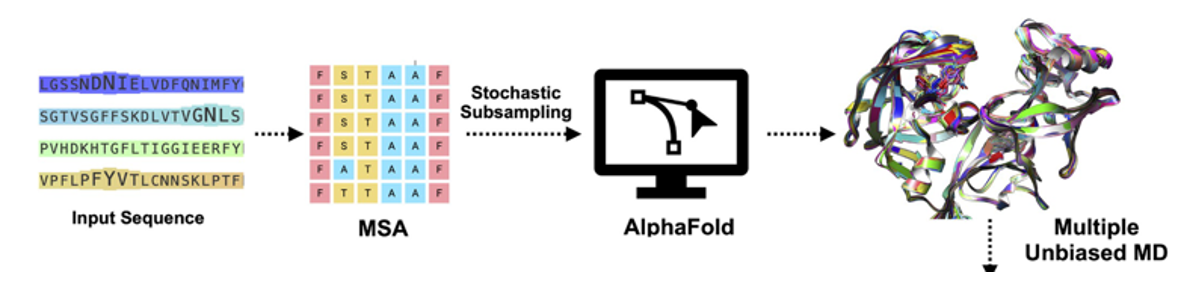 LGSSNDNIELVDFQNIMFY
SGTVSGFFSKDLVTVGNLS
PVHDKHTGFLTIGGIEERFY
VPFLPFYVTLCNNSKLPTF
Input Sequence
F S T A A F
F S T A A F
F S T A A F
F S T A A F
F A T A A F
F T T A A F
MSA
Stochastic
Subsampling
AlphaFold
Multiple
Unbiased MD